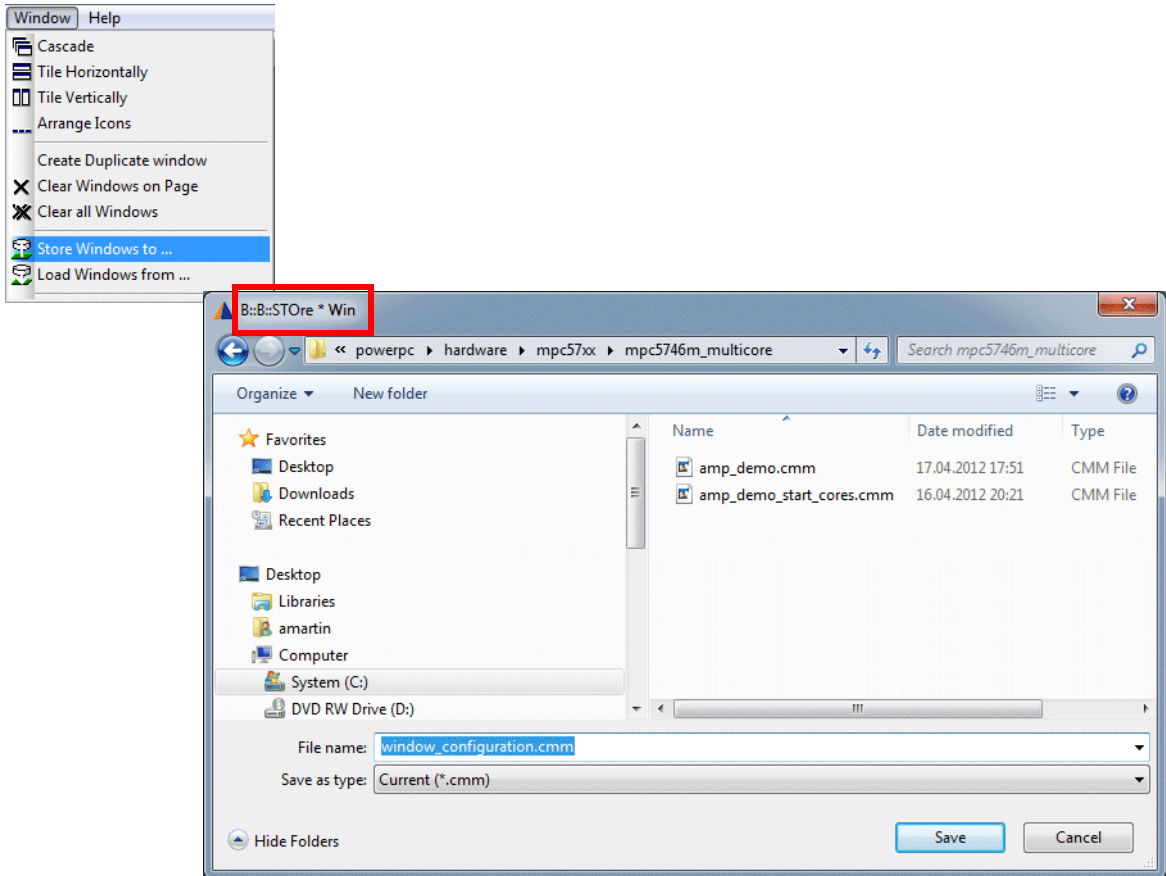 Window Help
Cascade
Tile Horizontally
Tile Vertically
Arrange Icons
Create Duplicate window
Clear Windows on Page
Clear all Windows
Store Windows to ...
Load Windows from ...
B::B::STOre * Win
« powerpc hardware mpc57xx mpc5746m_multicore Search mpc5746m_multicore
Organize New folder
Favorites
Desktop
Downloads
Recent Places
Desktop
Libraries
amartin
Computer
System (C:)
DVD RW Drive (D:)
Name Date modified Type
amp_demo.cmm 17.04.2012 17:51 CMM File
amp_demo_start_cores.cmm 16.04.2012 20:21 CMM File
File name: window_configuration.cmm
Save as type: Current (*.cmm)
Hide Folders Save Cancel